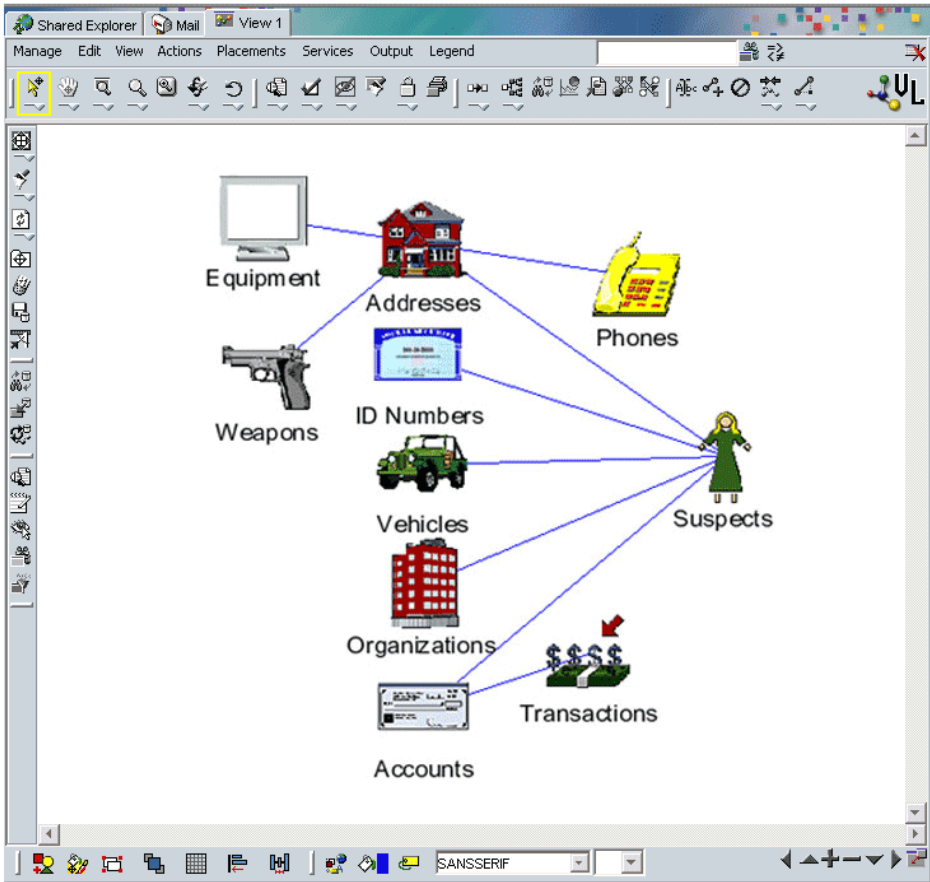 Shared Explorer Mail View 1
Manage Edit View Actions Placements Services Output Legend
VL
Equipment
Addresses
Phones
Weapons
ID Numbers
Vehicles
Suspects
Organizations
Transactions
Accounts
SANSSERIF